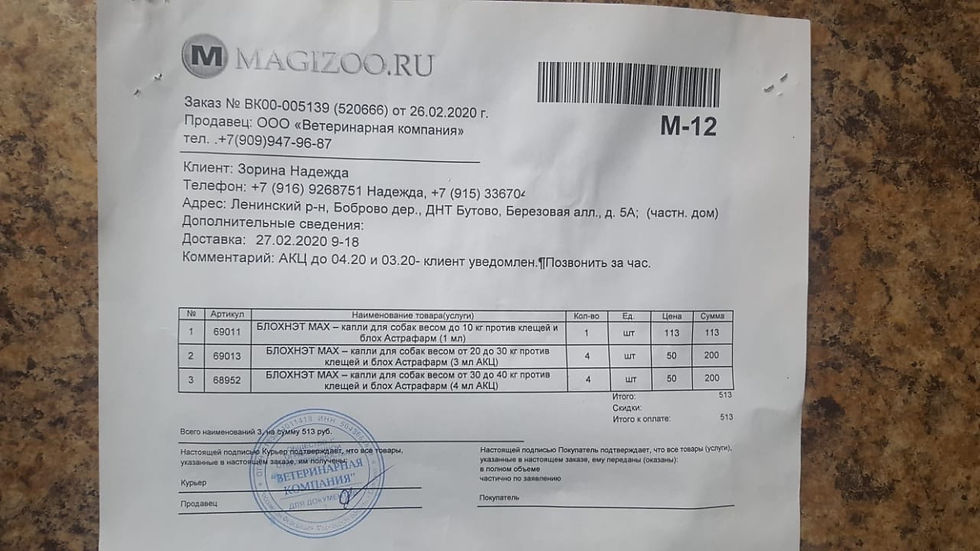 M MAGIZOO.RU
Заказ № ВК00-005139 (520666) от 26.02.2020 г.
Продавец: ООО «Ветеринарная компания»
тел. .+7(909)947-96-87
M-12
Клиент: Зорина Надежда
Телефон: +7 (916) 9268751 Надежда, +7 (915) 33670
Адрес: Ленинский р-н, Боброво дер., ДНТ Бутово, Березовая алл., д. 5А; (частн. дом)
Дополнительные сведения:
Доставка: 27.02.2020 9-18
Комментарий: АКЦ до 04.20 и 03.20- клиент уведомлен.¶Позвонить за час.
№ Артикул Наименование товара(услуги) Кол-во Ед. Цена Сумма
1 69011 БЛОХНЭТ МАХ – капли для собак весом до 10 кг против клещей и 1 шт 113 113
блох Астрафарм (1 мл)
2 69013 БЛОХНЭТ МАХ – капли для собак весом от 20 до 30 кг против 4 шт 50 200
клещей и блох Астрафарм (3 мл АКЦ)
3 68952 БЛОХНЭТ МАХ – капли для собак весом от 30 до 40 кг против 4 шт 50 200
клещей и блох Астрафарм (4 мл АКЦ)
Итого: 513
Скидки:
Итого к оплате: 513
Всего наименований 3, на сумму 513 руб.
Настоящей подписью Курьер подтверждает, что все товары,
указанные в настоящем заказе, им получены:
Курьер
Продавец
Настоящей подписью Покупатель подтверждает, что все товары (услуги),
указанные в настоящем заказе, ему переданы (оказаны):
в полном объеме
частично по заявлению
Покупатель
"ВЕТЕРИНАРНАЯ
КОМПАНИЯ"
ДЛЯ ДОКУМЕНТОВ